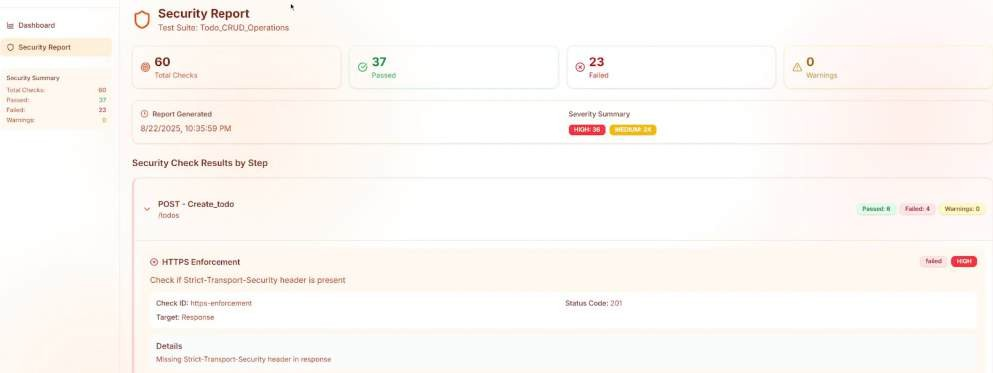 Dashboard
Security Report
Security Summary
Total Checks: 60
Passed: 37
Failed: 23
Warnings: 0
Security Report
Test Suite: Todo_CRUD_Operations
60
Total Checks
37
Passed
23
Failed
0
Warnings
Report Generated
8/22/2025, 10:35:59 PM
Severity Summary
HIGH: 36 MEDIUM: 24
Security Check Results by Step
POST - Create_todo
/todos
Passed: 6 Failed: 4 Warnings: 0
HTTPS Enforcement
failed HIGH
Check if Strict-Transport-Security header is present
Check ID: https-enforcement
Status Code: 201
Target: Response
Details
Missing Strict-Transport-Security header in response